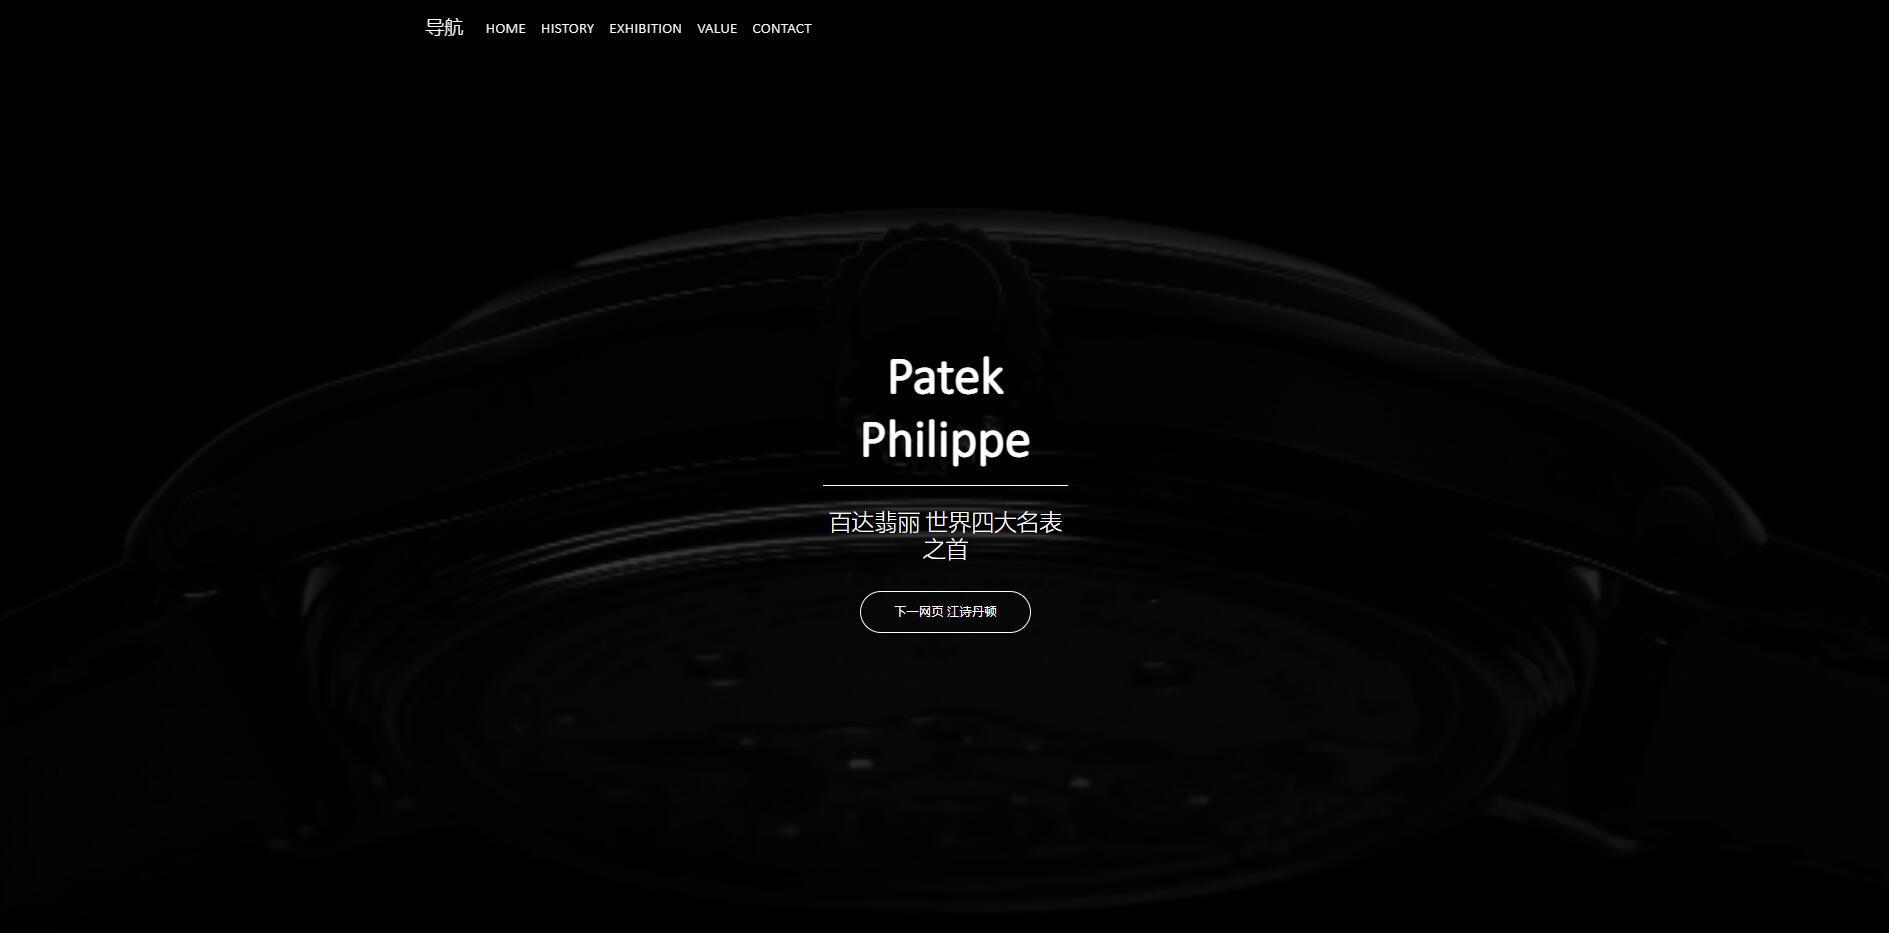 导航 HOME HISTORY EXHIBITION VALUE CONTACT
Patek
Philippe
百达翡丽 世界四大名表
之首
下一网页 江诗丹顿